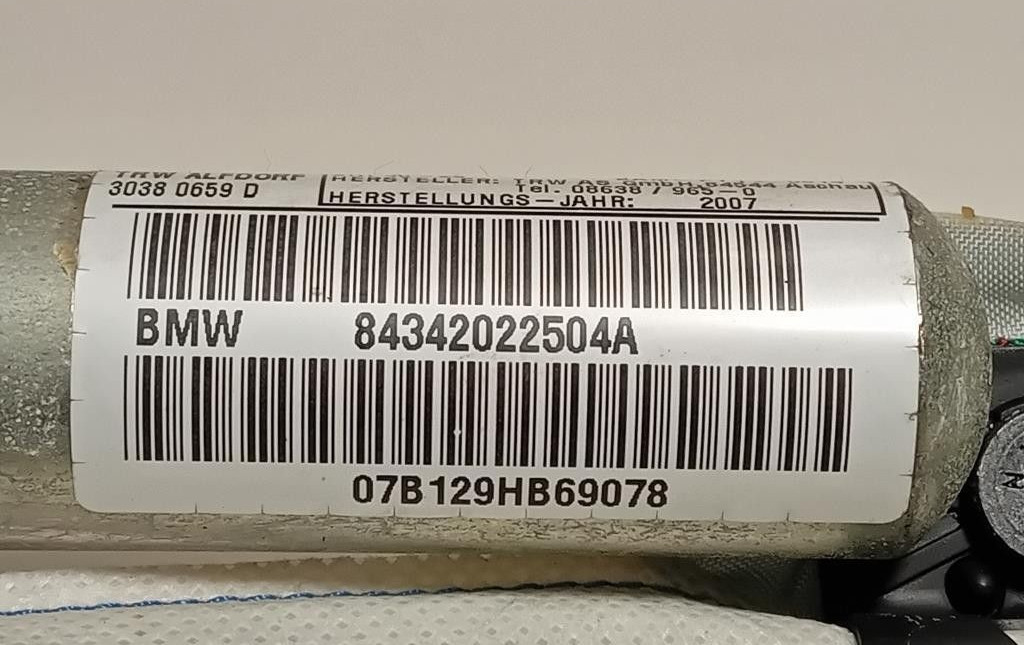 TRW ALFDORF
3038 0659 D
HERSTELLER: TRW AS GmbH 84544 Aschau
Tel. 08638 / 965-0
HERSTELLUNGS-JAHR: 2007
BMW 84342022504A
07B129HB69078